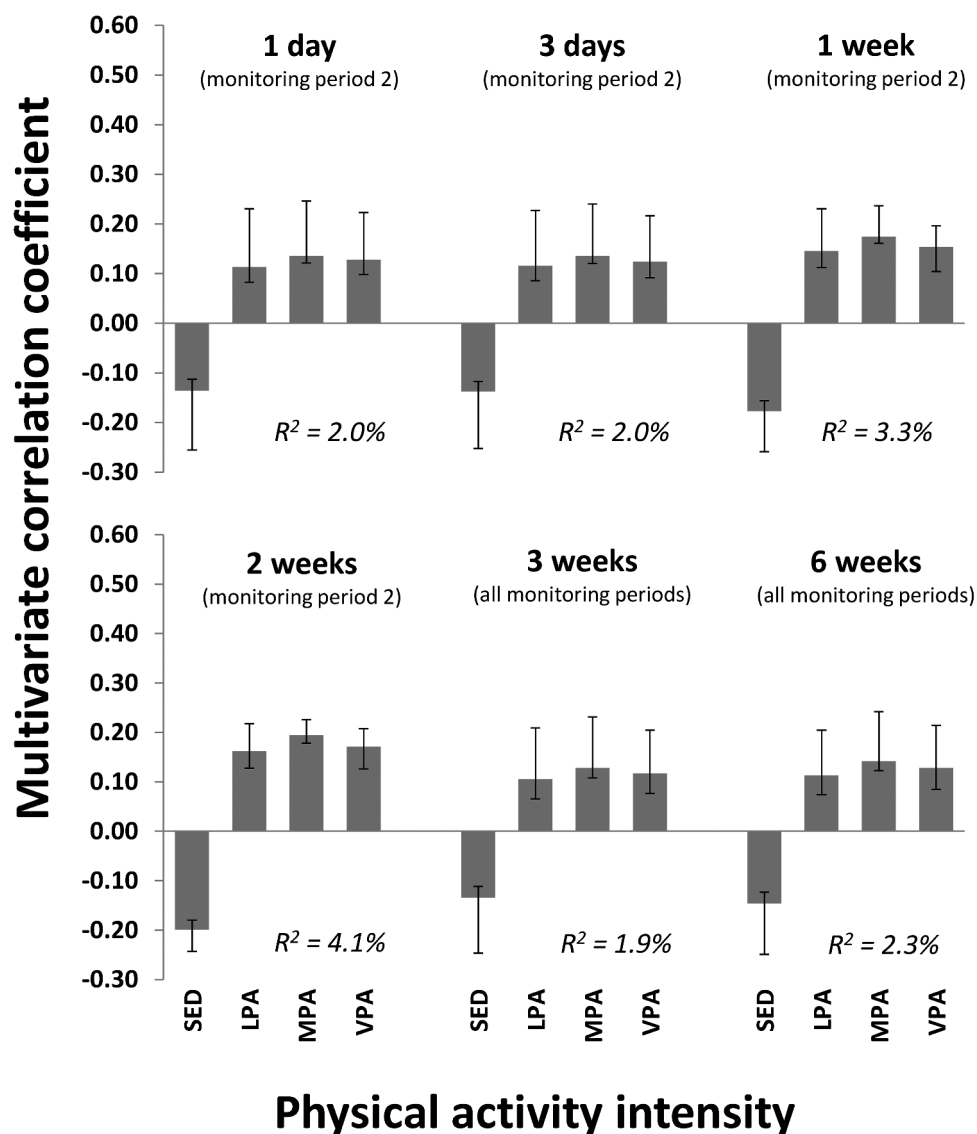 Multivariate correlation coefficient
0.60
0.50
0.40
0.30
0.20
0.10
0.00
-0.10
-0.20
-0.30
1 day
(monitoring period 2)
R² = 2.0%
3 days
(monitoring period 2)
R² = 2.0%
1 week
(monitoring period 2)
R² = 3.3%
0.60
0.50
0.40
0.30
0.20
0.10
0.00
-0.10
-0.20
-0.30
2 weeks
(monitoring period 2)
R² = 4.1%
3 weeks
(all monitoring periods)
R² = 1.9%
6 weeks
(all monitoring periods)
R² = 2.3%
SED
LPA
MPA
VPA
SED
LPA
MPA
VPA
SED
LPA
MPA
VPA
Physical activity intensity